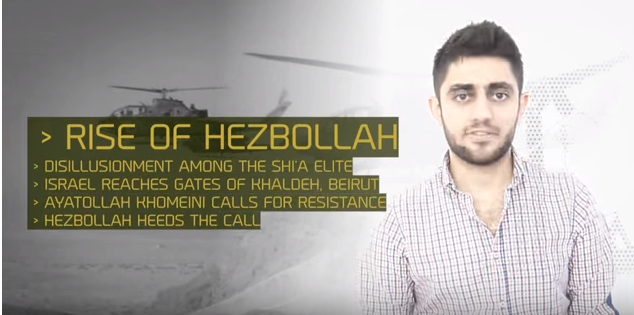 > RISE OF HEZBOLLAH
> DISILLUSIONMENT AMONG THE SHI'A ELITE
> ISRAEL REACHES GATES OF KHALDEH, BEIRUT
> AYATOLLAH KHOMEINI CALLS FOR RESISTANCE
> HEZBOLLAH HEEDS THE CALL